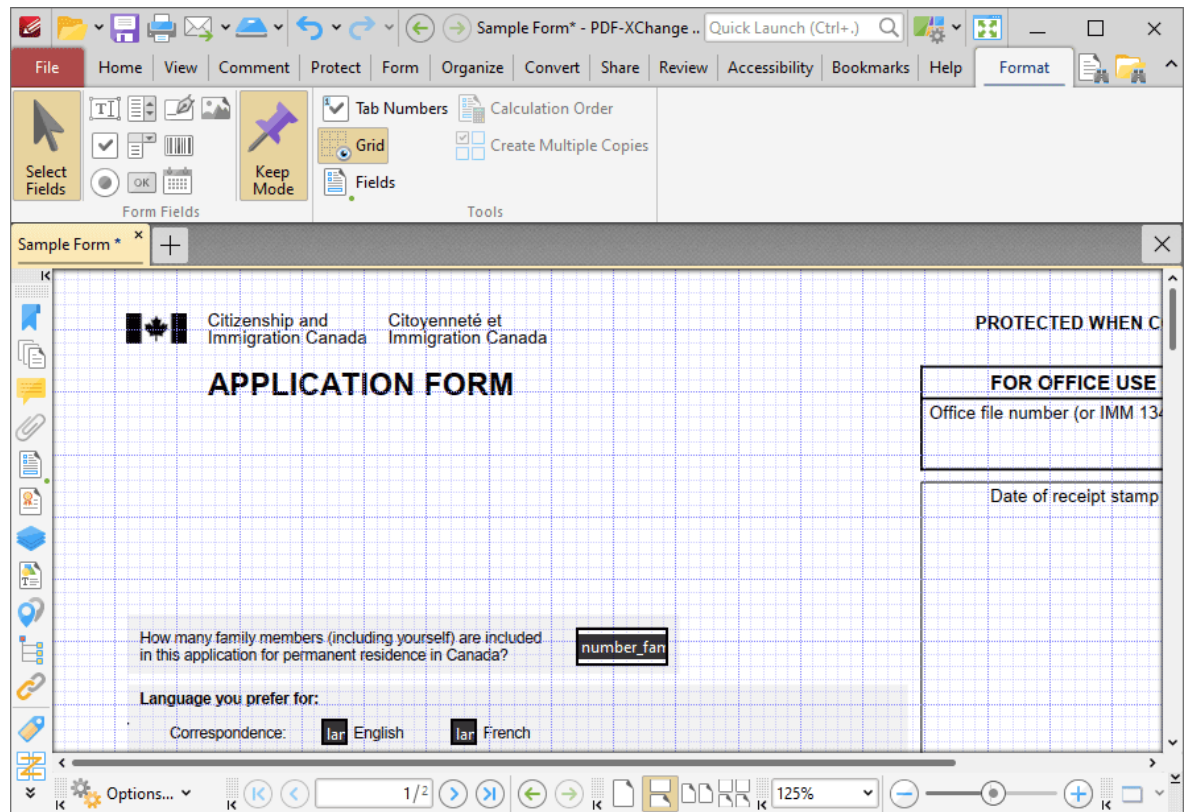 Sample Form* - PDF-XChange .. Quick Launch (Ctrl+.)
File Home View Comment Protect Form Organize Convert Share Review Accessibility Bookmarks Help Format
Tab Numbers Calculation Order
Grid Create Multiple Copies
Select Fields
OK
Keep Mode
Fields
Form Fields Tools
Sample Form *
Citizenship and Citoyenneté et
Immigration Canada Immigration Canada
PROTECTED WHEN C
APPLICATION FORM
FOR OFFICE USE
Office file number (or IMM 134
Date of receipt stamp
How many family members (including yourself) are included
in this application for permanent residence in Canada?
number_fan
Language you prefer for:
Correspondence: lar English lar French
Options... 1/2 125%